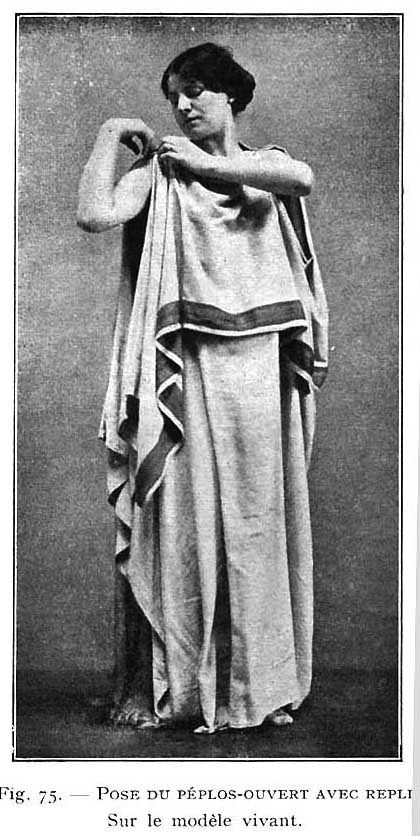 Fig. 75. — POSE DU PÉPLOS-OUVERT AVEC REPLI
Sur le modèle vivant.